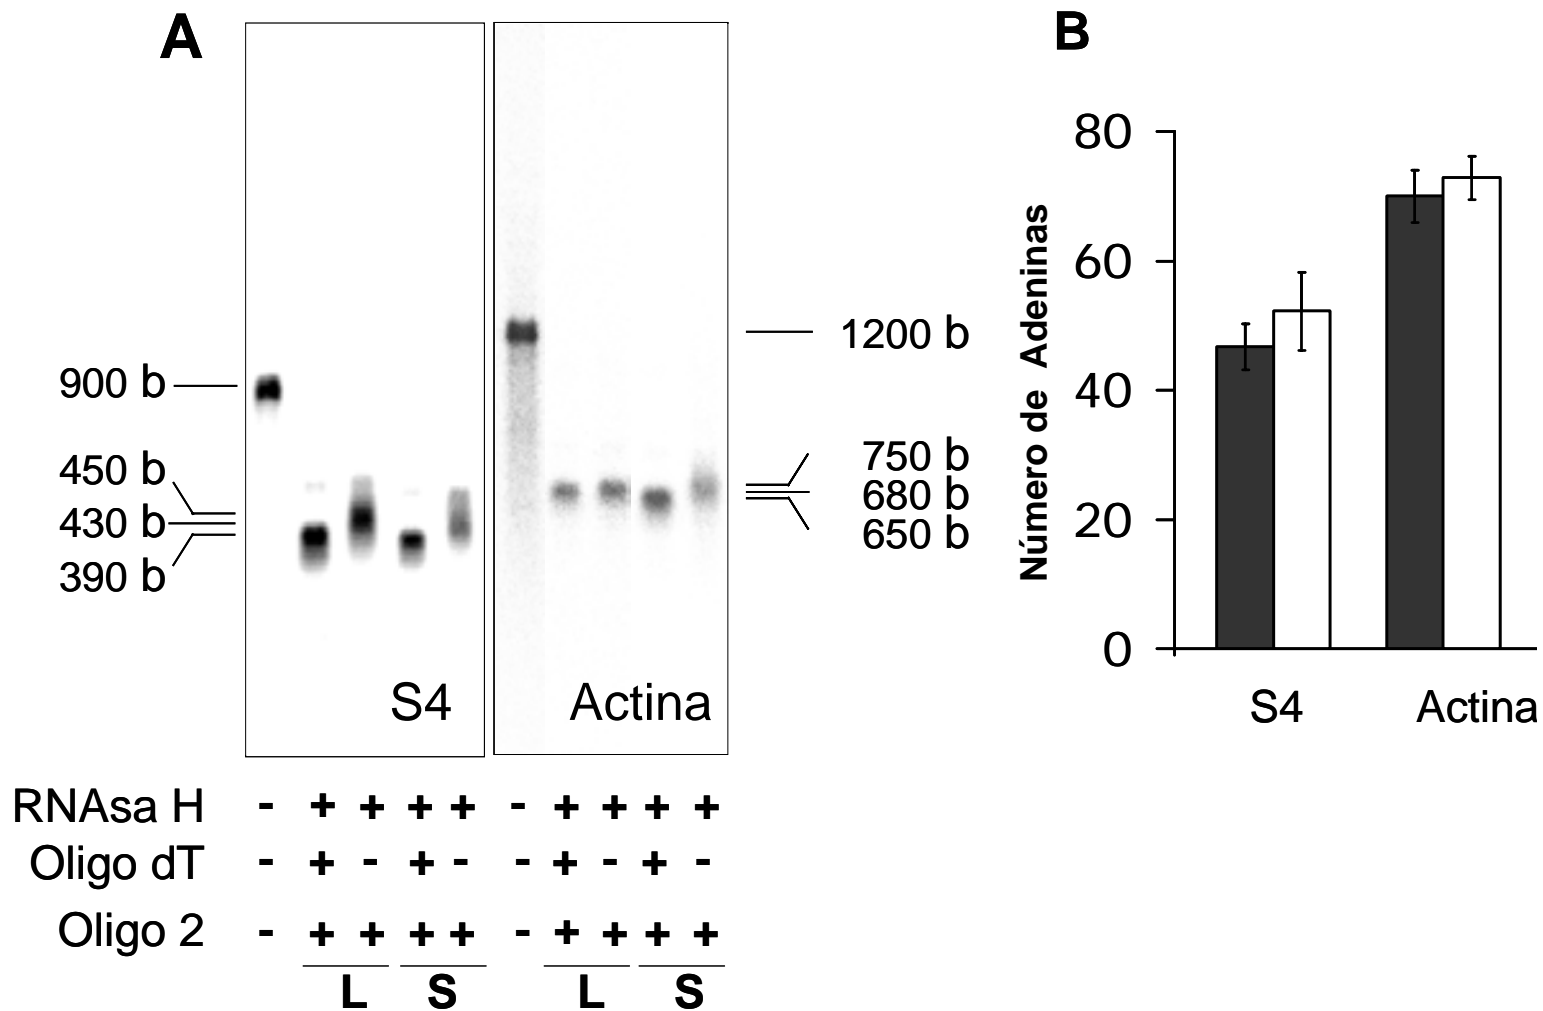 A
B
900 b
450 b
430 b
390 b
1200 b
750 b
680 b
650 b
S4
Actina
RNAsa H - + + + + - + + + +
Oligo dT - + - + - - + - + -
Oligo 2 - + + + + - + + + +
L S L S
Número de Adeninas
80
60
40
20
0
S4 Actina